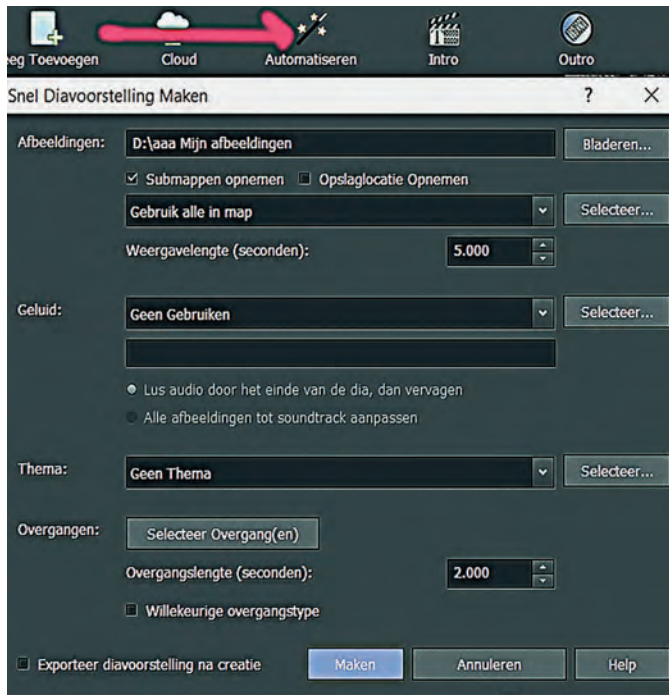 eeg Toevoegen Cloud Automatiseren Intro Outro
Snel Diavoorstelling Maken ?
Afbeeldingen: D:\aaa Mijn afbeeldingen Bladeren...
Submappen opnemen Opslaglocatie Opnemen
Gebruik alle in map Selecteer...
Weergavelengte (seconden): 5.000
Geluid: Geen Gebruiken Selecteer...
Lus audio door het einde van de dia, dan vervagen
Alle afbeeldingen tot soundtrack aanpassen
Thema: Geen Thema Selecteer...
Overgangen: Selecteer Overgang(en)
Overgangslengte (seconden): 2.000
Willekeurige overgangstype
Exporteer diavoorstelling na creatie Maken Annuleren Help